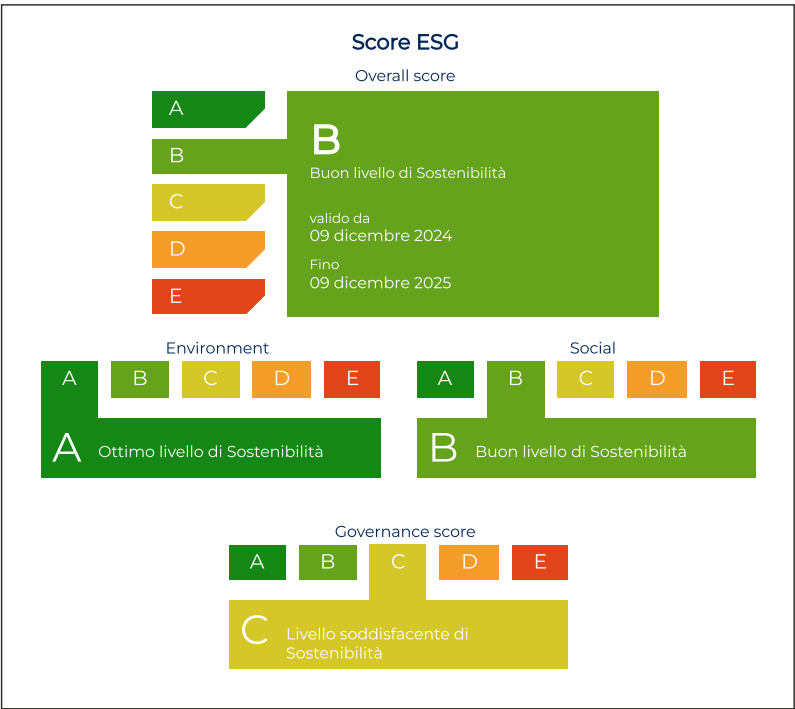 Score ESG
Overall score
A
B
C
D
E
B
Buon livello di Sostenibilità
valido da
09 dicembre 2024
Fino
09 dicembre 2025
Environment
A B C D E
A Ottimo livello di Sostenibilità
Social
A B C D E
B Buon livello di Sostenibilità
Governance score
A B C D E
C Livello soddisfacente di
Sostenibilità